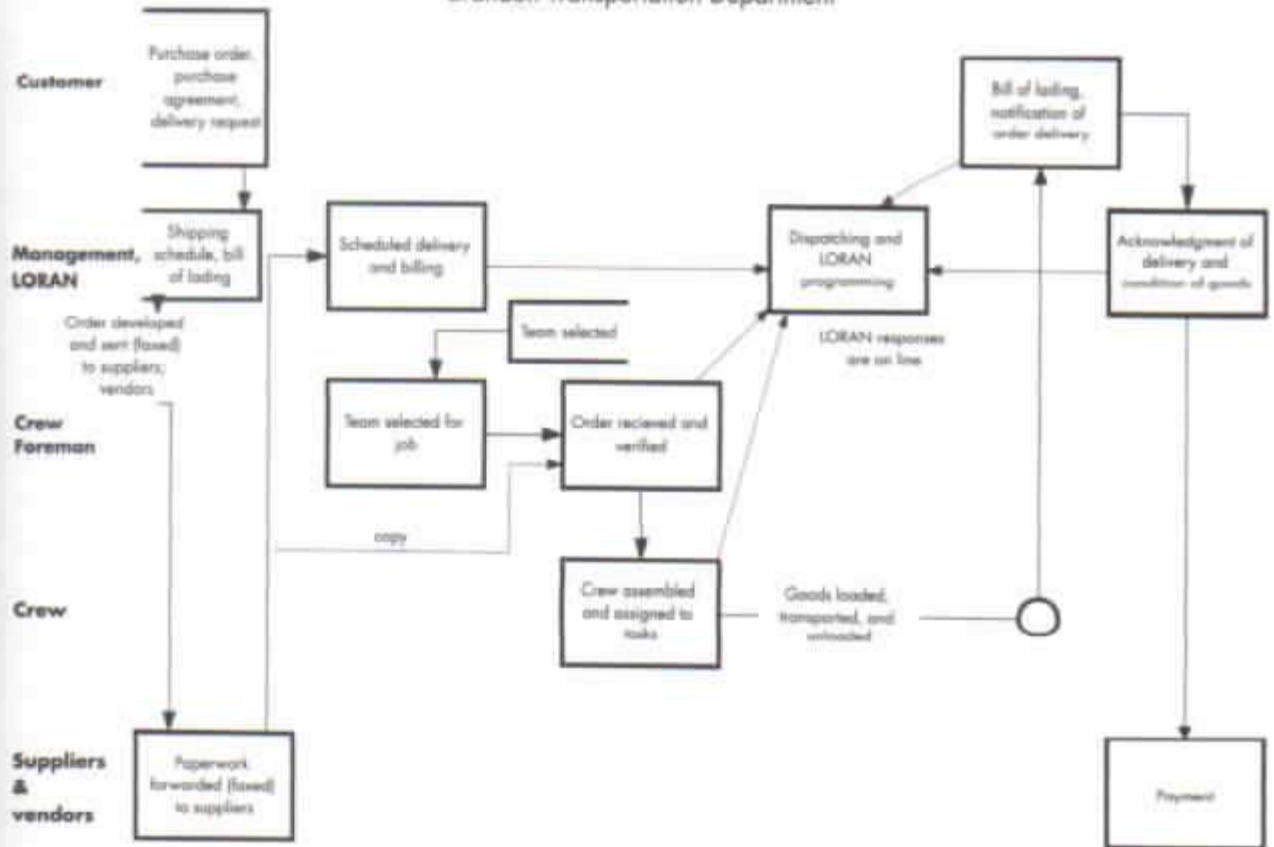 Transportation Department
Customer
Purchase order,
purchase
agreement,
delivery request
Bill of lading,
notification of
order delivery
Management,
LORAN
Shipping
schedule, bill
of lading
Scheduled delivery
and billing
Dispatching and
LORAN
programming
Acknowledgment of
delivery and
condition of goods
Order developed
and sent (faxed)
to suppliers;
vendors
Team selected
LORAN responses
are on line
Crew
Foreman
Team selected for
job
Order recieved and
verified
copy
Crew
Crew assembled
and assigned to
tasks
Goods loaded,
transported, and
unloaded
Suppliers
&
vendors
Paperwork
forwarded (faxed)
to suppliers
Payment